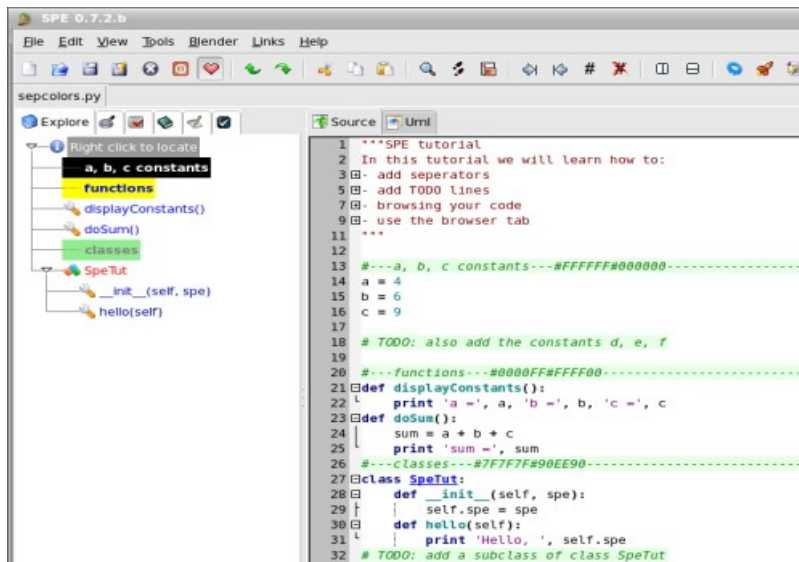 SPE 0.7.2.b
File Edit View Tools Blender Links Help
sepcolors.py
Explore
Right click to locate
a, b, c constants
functions
displayConstants()
doSum()
classes
SpeTut
__init__(self, spe)
hello(self)
Source Uml
1 """SPE tutorial
2 In this tutorial we will learn how to:
3 - add seperators
5 - add TODO lines
7 - browsing your code
9 - use the browser tab
11 """
12
13 #---a, b, c constants---#FFFFFF#000000-----------------
14 a = 4
15 b = 6
16 c = 9
17
18 # TODO: also add the constants d, e, f
19
20 #---functions---#0000FF#FFFF00-------------------------
21 def displayConstants():
22 print 'a =', a, 'b =', b, 'c =', c
23 def doSum():
24 sum = a + b + c
25 print 'sum =', sum
26 #---classes---#7F7F7F#90EE90---------------------------
27 class SpeTut:
28 def __init__(self, spe):
29 self.spe = spe
30 def hello(self):
31 print 'Hello, ', self.spe
32 # TODO: add a subclass of class SpeTut